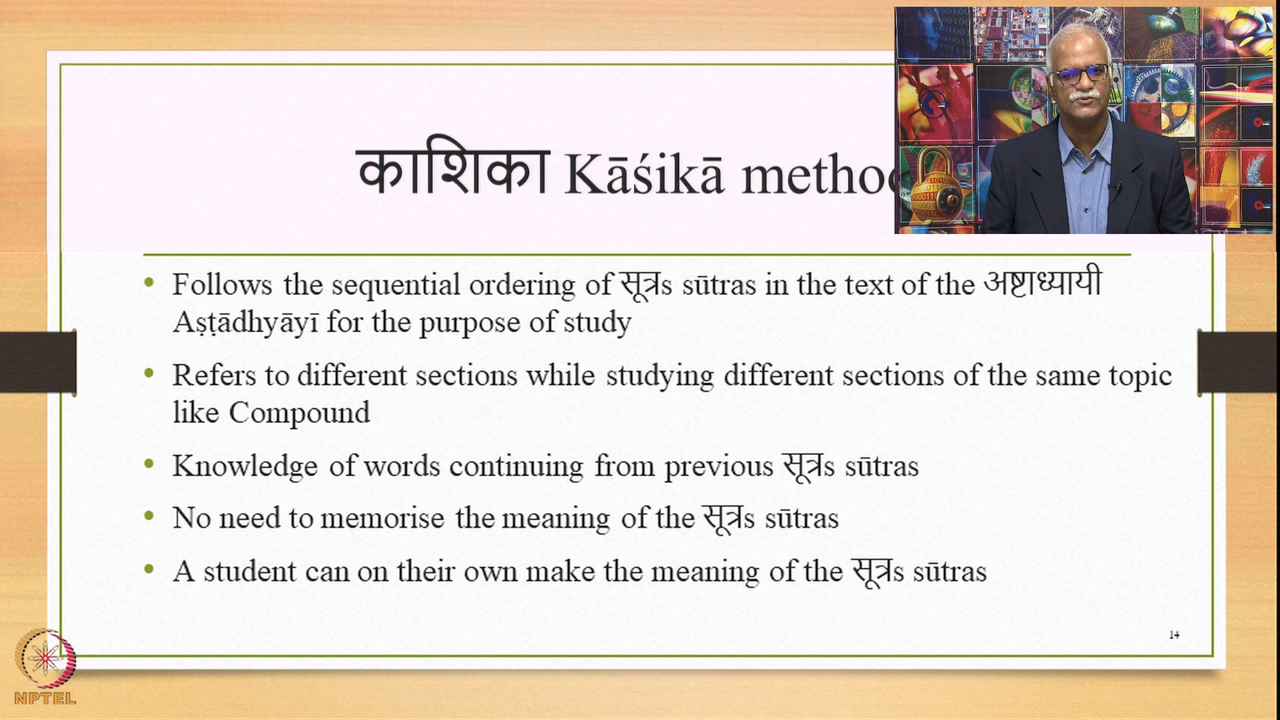 काशिका Kāśikā method
• Follows the sequential ordering of सूत्रs sūtras in the text of the अष्टाध्यायी
Aṣṭādhyāyī for the purpose of study
• Refers to different sections while studying different sections of the same topic
like Compound
• Knowledge of words continuing from previous सूत्रs sūtras
• No need to memorise the meaning of the सूत्रs sūtras
• A student can on their own make the meaning of the सूत्रs sūtras
14
NPTEL